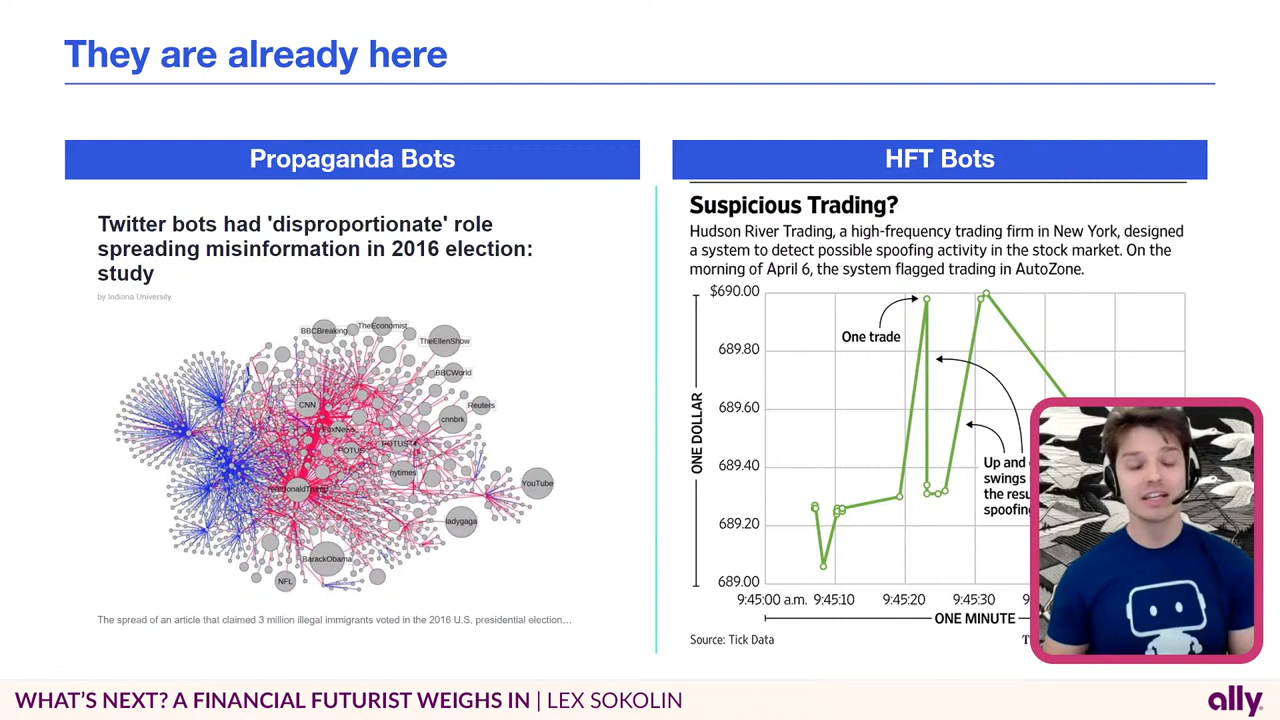 They are already here
Propaganda Bots
Twitter bots had 'disproportionate' role
spreading misinformation in 2016 election:
study
by Indiana University
BBCBreaking
TheEconomist
TheEllenShow
BBCWorld
CNN
Reuters
cnnbrk
FoxNews
POTUS44
POTUS
nytimes
YouTube
realDonaldTrump
ladygaga
BarackObama
NFL
The spread of an article that claimed 3 million illegal immigrants voted in the 2016 U.S. presidential election…
HFT Bots
Suspicious Trading?
Hudson River Trading, a high-frequency trading firm in New York, designed
a system to detect possible spoofing activity in the stock market. On the
morning of April 6, the system flagged trading in AutoZone.
$690.00
689.80
689.60
689.40
689.20
689.00
ONE DOLLAR
One trade
Up and
swings
the
spoofing
9:45:00 a.m. 9:45:10 9:45:20 9:45:30
ONE MINUTE
Source: Tick Data
WHAT'S NEXT? A FINANCIAL FUTURIST WEIGHS IN | LEX SOKOLIN
ally